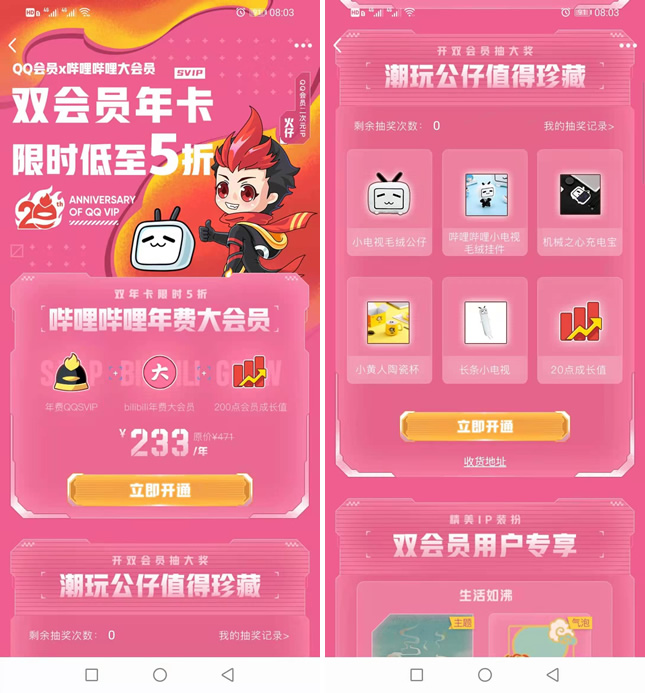 08:03
QQ会员x哔哩哔哩大会员
SVIP
双会员年卡
限时低至5折
QQ会员二次元IP
火仔
20th ANNIVERSARY
OF QQ VIP
双年卡限时5折
哔哩哔哩年费大会员
大
年费QQSVIP
bilibili年费大会员
200点会员成长值
¥233/年
原价¥471
立即开通
开双会员抽大奖
潮玩公仔值得珍藏
剩余抽奖次数： 0
我的抽奖记录>
08:03
开双会员抽大奖
潮玩公仔值得珍藏
剩余抽奖次数： 0
我的抽奖记录>
小电视毛绒公仔
哔哩哔哩小电视
毛绒挂件
机械之心充电宝
小黄人陶瓷杯
长条小电视
20点成长值
立即开通
收货地址
精美IP装扮
双会员用户专享
生活如沸
主题
气泡